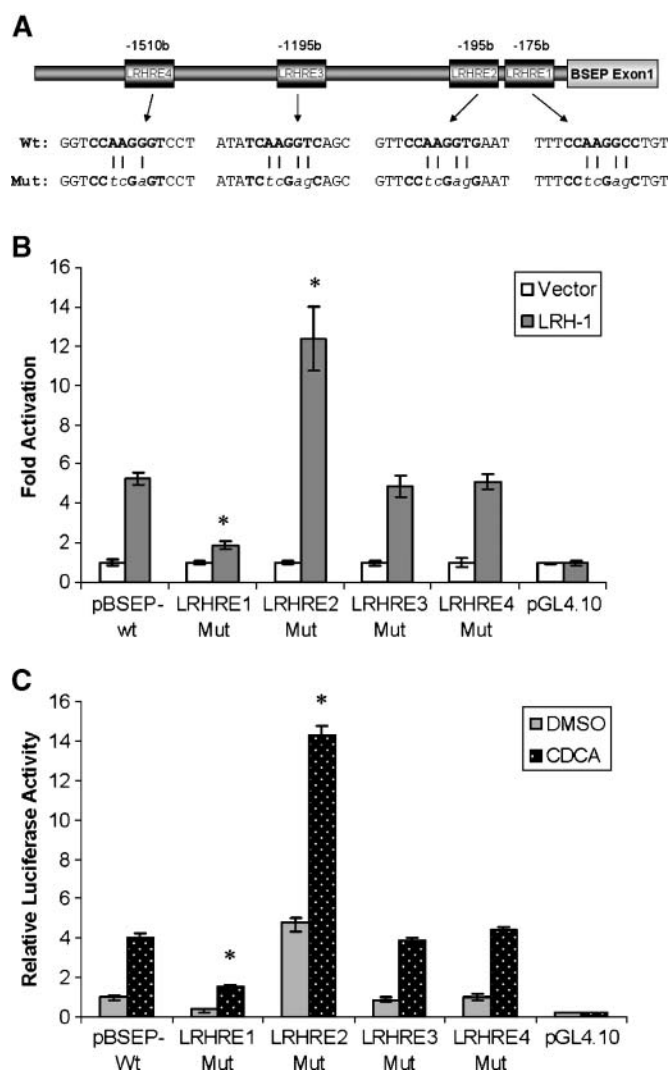 A
-1510b -1195b -195b -175b
LRHRE4 LRHRE3 LRHRE2 LRHRE1 BSEP Exon1
Wt: GGTCCAAGGGTCCT ATATCAAGGTCAGC GTTCCAAGGTGAAT TTTCCAAGGCCTGT
Mut: GGTCCtcGaGTCCT ATATCtcGagCAGC GTTCCtcGagGAAT TTTCCtcGagCTGT
B
16
14
12
10
8
6
4
2
0
Fold Activation
* *
Vector
LRH-1
pBSEP-wt LRHRE1 Mut LRHRE2 Mut LRHRE3 Mut LRHRE4 Mut pGL4.10
C
16
14
12
10
8
6
4
2
0
Relative Luciferase Activity
* *
DMSO
CDCA
pBSEP-Wt LRHRE1 Mut LRHRE2 Mut LRHRE3 Mut LRHRE4 Mut pGL4.10